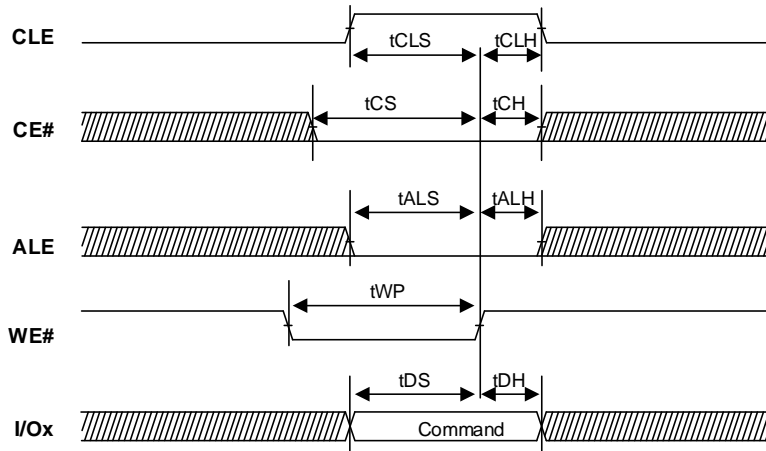 CLE
tCLS tCLH
CE#
tCS tCH
ALE
tALS tALH
WE#
tWP
I/Ox
tDS tDH
Command